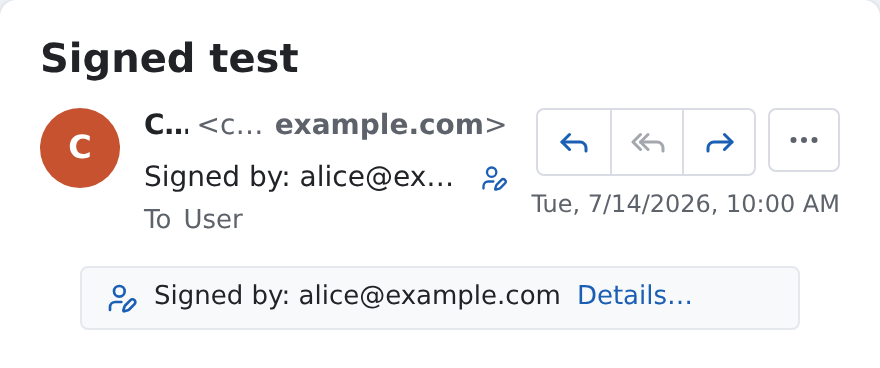 Signed test
C
C… <c… example.com>
Signed by: alice@ex…
To User
Tue, 7/14/2026, 10:00 AM
Signed by: alice@example.com Details…